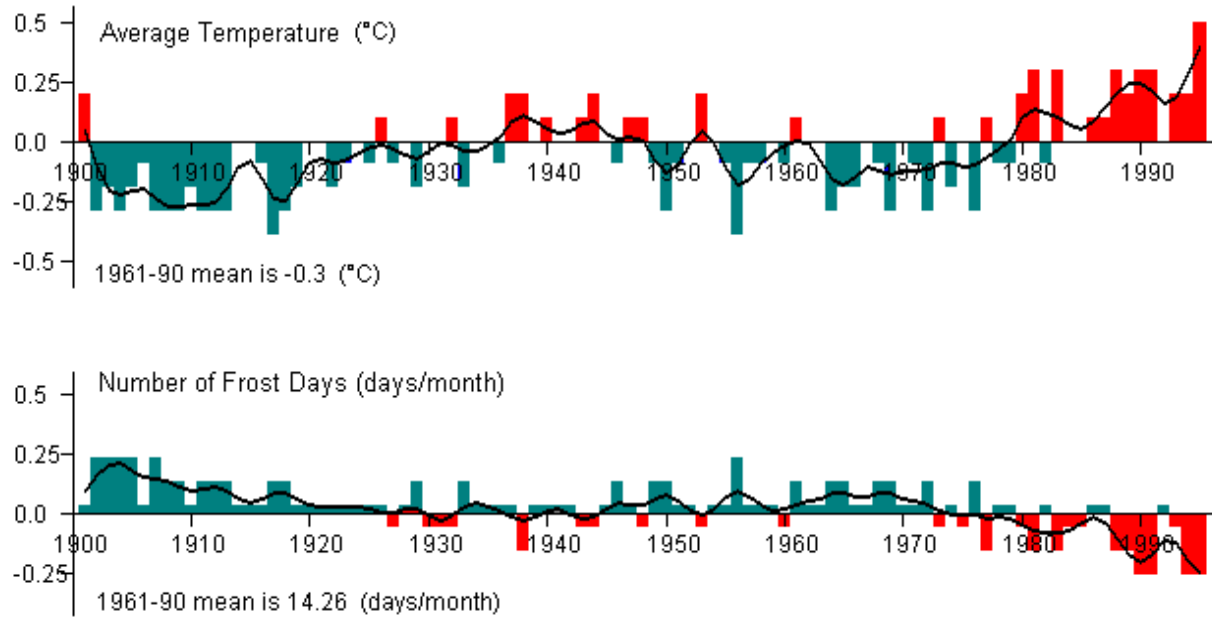 0.5
Average Temperature (°C)
0.25
0.0
1900 1910 1920 1930 1940 1950 1960 1970 1980 1990
-0.25
-0.5
1961-90 mean is -0.3 (°C)
Number of Frost Days (days/month)
0.5
0.25
0.0
1900 1910 1920 1930 1940 1950 1960 1970 1980 1990
-0.25
1961-90 mean is 14.26 (days/month)